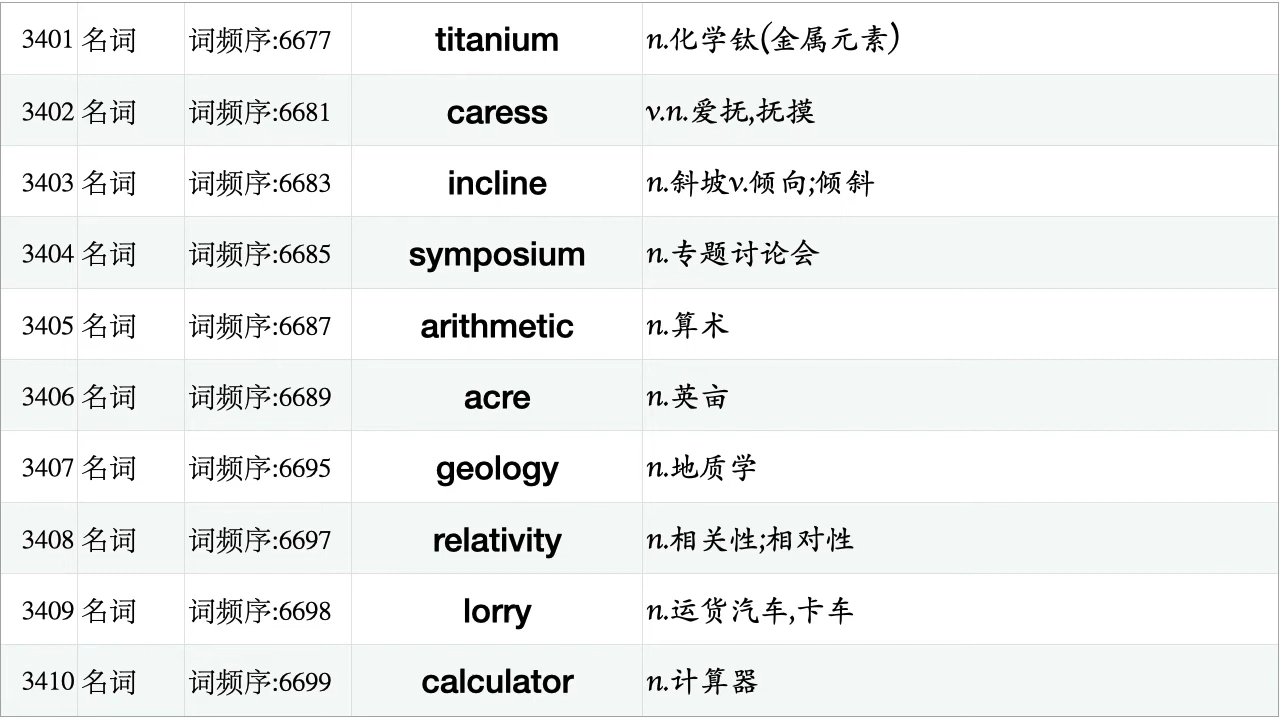 3401 名词 词频序:6677 titanium n.化学钛(金属元素)
3402 名词 词频序:6681 caress v.n.爱抚,抚摸
3403 名词 词频序:6683 incline n.斜坡v.倾向;倾斜
3404 名词 词频序:6685 symposium n.专题讨论会
3405 名词 词频序:6687 arithmetic n.算术
3406 名词 词频序:6689 acre n.英亩
3407 名词 词频序:6695 geology n.地质学
3408 名词 词频序:6697 relativity n.相关性;相对性
3409 名词 词频序:6698 lorry n.运货汽车,卡车
3410 名词 词频序:6699 calculator n.计算器